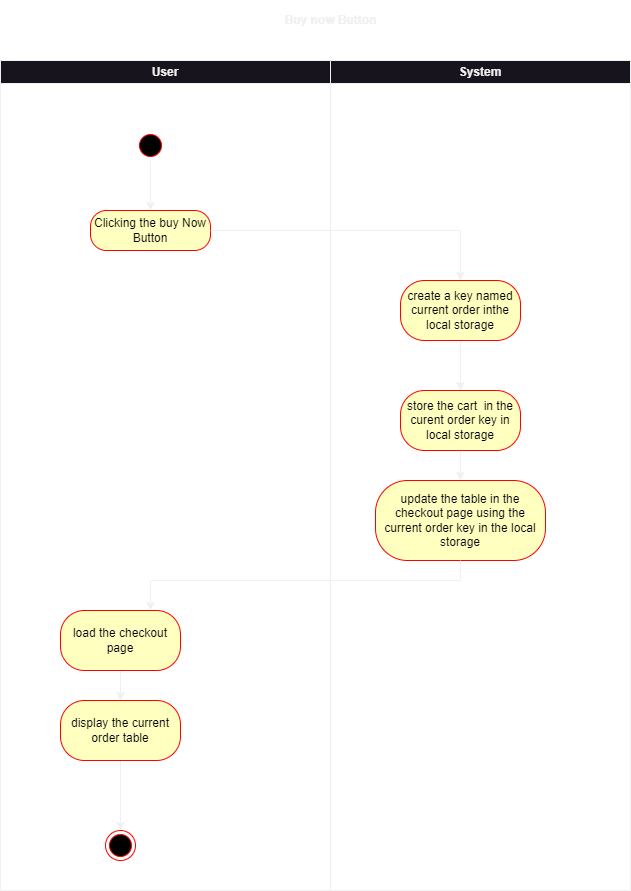 Buy now Button
User
System
Clicking the buy Now
Button
create a key named
current order inthe
local storage
store the cart in the
curent order key in
local storage
update the table in the
checkout page using the
current order key in the local
storage
load the checkout
page
display the current
order table